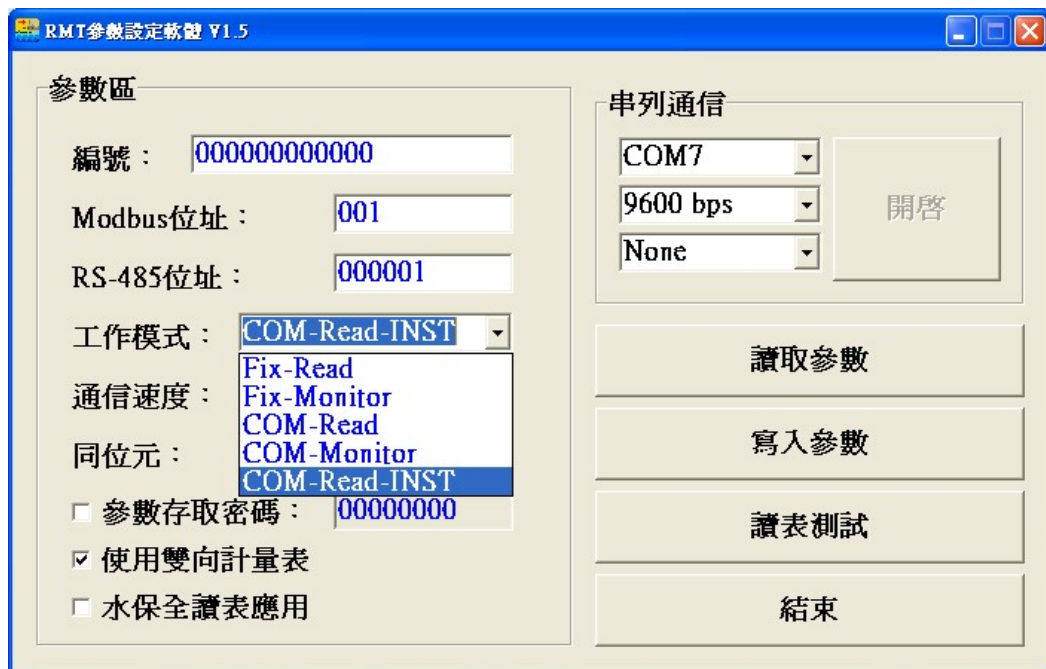 RMT參數設定軟體 V1.5
參數區
編號： 000000000000
Modbus位址： 001
RS-485位址： 000001
工作模式： COM-Read-INST
Fix-Read
Fix-Monitor
COM-Read
COM-Monitor
COM-Read-INST
通信速度：
同位元：
參數存取密碼： 00000000
使用雙向計量表
水保全讀表應用
串列通信
COM7
9600 bps
None
開啓
讀取參數
寫入參數
讀表測試
結束